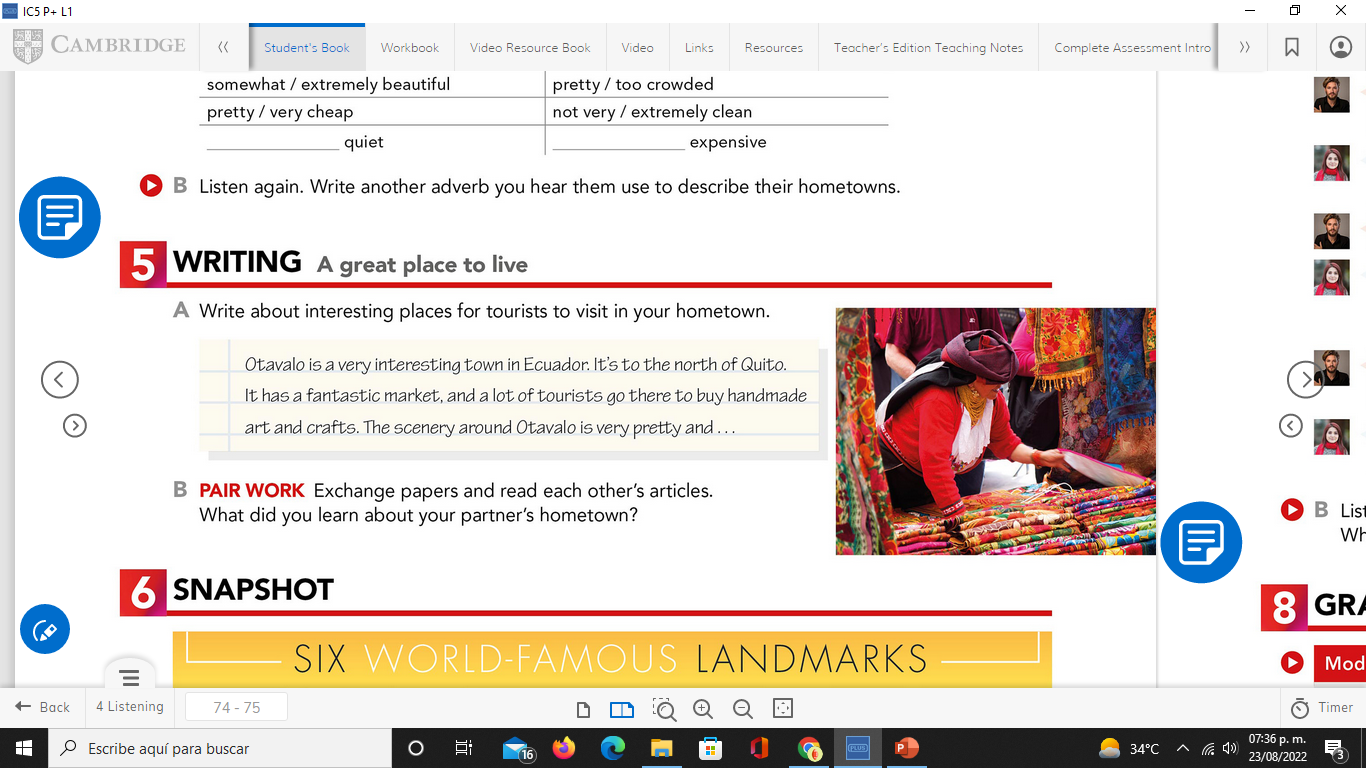 IC5 P+ L1
CAMBRIDGE
Student's Book
Workbook
Video Resource Book
Video
Links
Resources
Teacher's Edition Teaching Notes
Complete Assessment Intro
somewhat / extremely beautiful
pretty / too crowded
pretty / very cheap
not very / extremely clean
____________ quiet
____________ expensive
B Listen again. Write another adverb you hear them use to describe their hometowns.
5 WRITING A great place to live
A Write about interesting places for tourists to visit in your hometown.
Otavalo is a very interesting town in Ecuador. It's to the north of Quito.
It has a fantastic market, and a lot of tourists go there to buy handmade
art and crafts. The scenery around Otavalo is very pretty and . . .
B PAIR WORK Exchange papers and read each other's articles.
What did you learn about your partner's hometown?
6 SNAPSHOT
SIX WORLD-FAMOUS LANDMARKS
B List
Wh
8 GRA
Mod
Back
4 Listening
74 - 75
Timer
Escribe aquí para buscar
16
PLUS
34°C
07:36 p. m.
23/08/2022
3